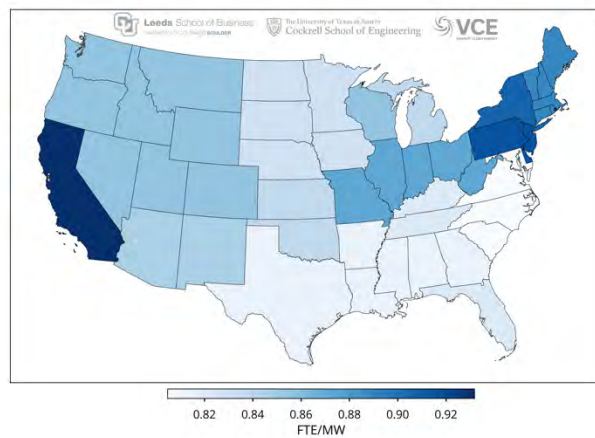 Leeds School of Business
The University of Texas at Austin
Cockrell School of Engineering
VCE
0.82 0.84 0.86 0.88 0.90 0.92
FTE/MW